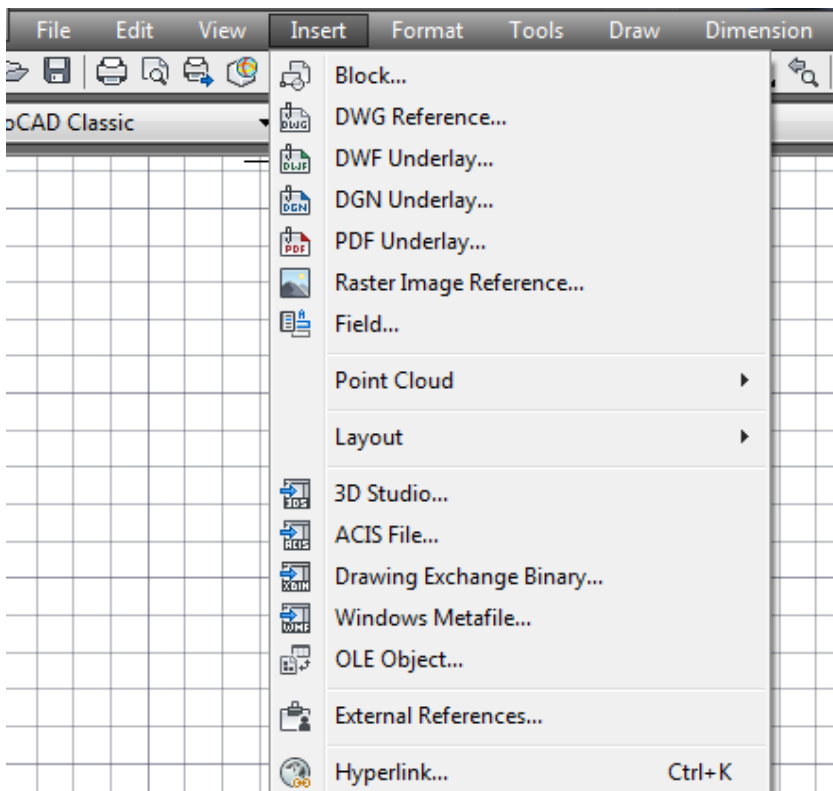 File Edit View Insert Format Tools Draw Dimension
Block...
oCAD Classic
DWG Reference...
DWF Underlay...
DGN Underlay...
PDF Underlay...
Raster Image Reference...
Field...
Point Cloud
Layout
3D Studio...
ACIS File...
Drawing Exchange Binary...
Windows Metafile...
OLE Object...
External References...
Hyperlink... Ctrl+K